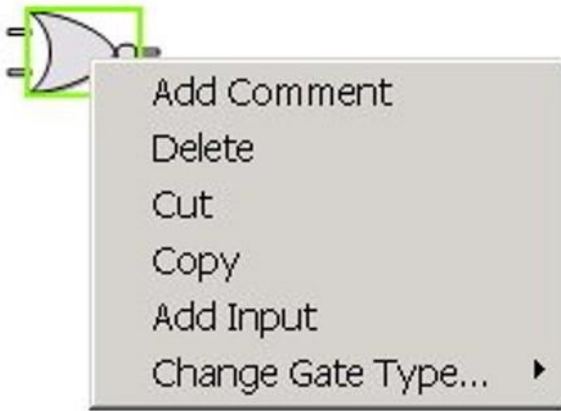 Add Comment
Delete
Cut
Copy
Add Input
Change Gate Type...